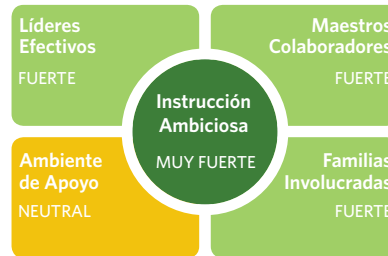 Líderes
Efectivos
FUERTE
Maestros
Colaboradores
FUERTE
Instrucción
Ambiciosa
MUY FUERTE
Ambiente
de Apoyo
NEUTRAL
Familias
Involucradas
FUERTE